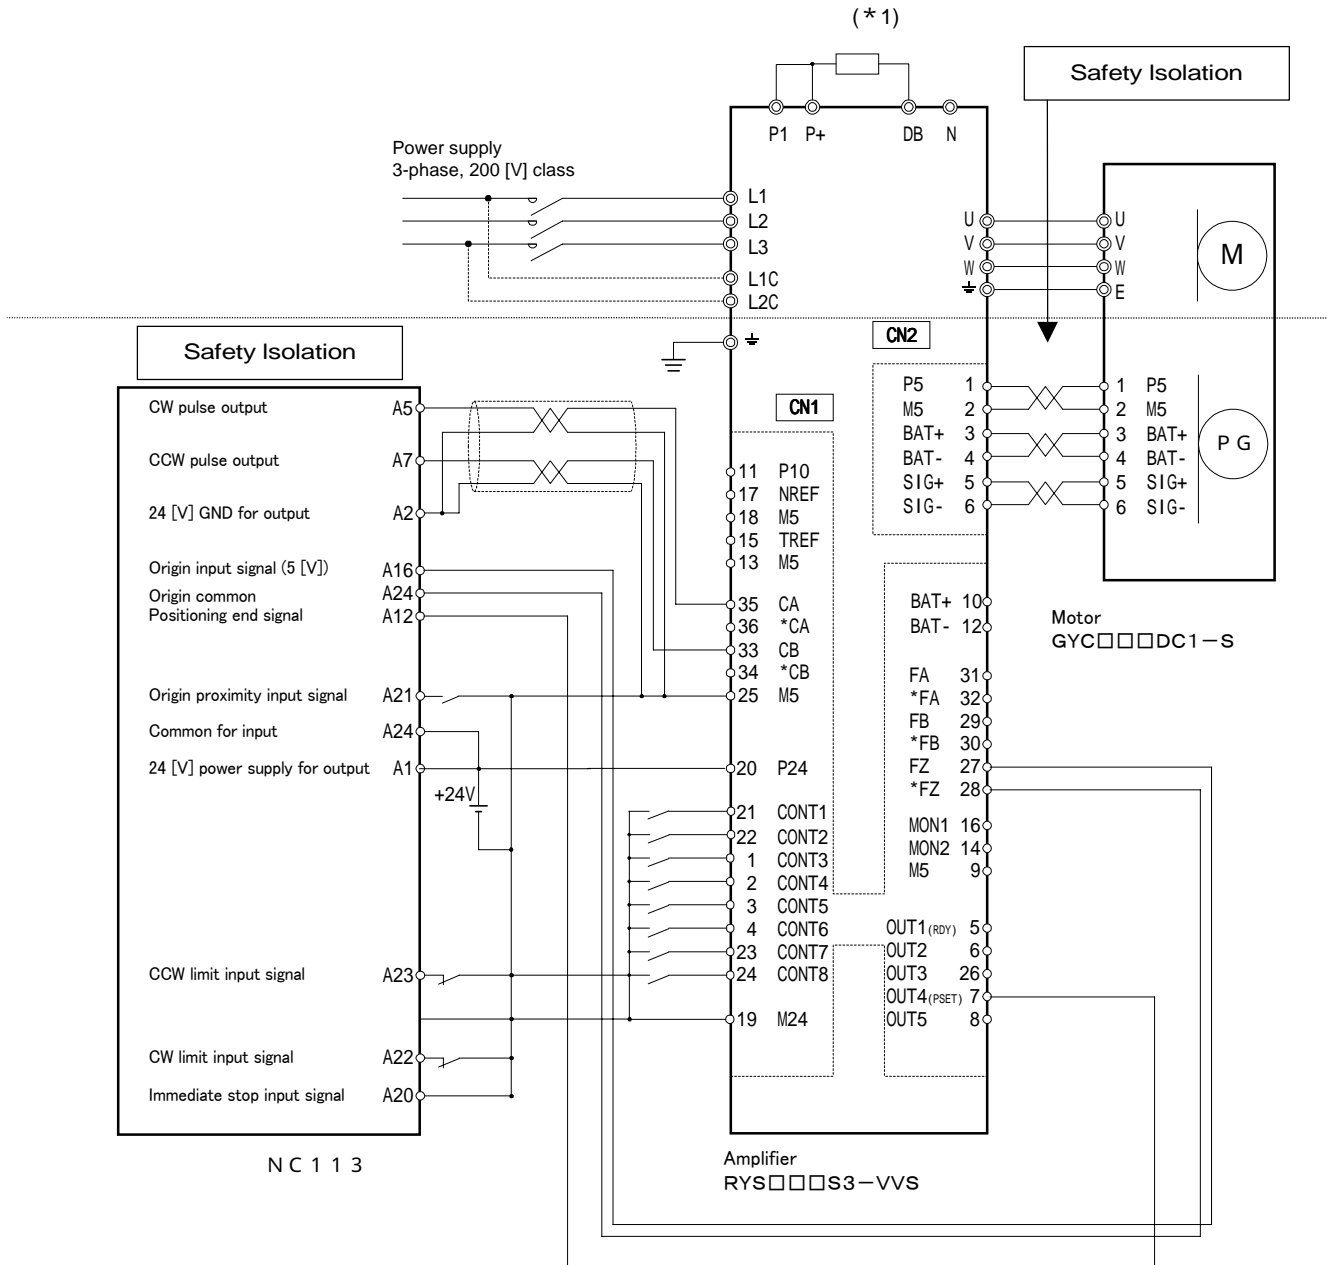 (*1)
Safety Isolation
P1 P+ DB N
Power supply
3-phase, 200 [V] class
L1
L2
L3
L1C
L2C
U
V
W
U
V
W
E
M
Safety Isolation
CN2
CN1
P5 1
M5 2
BAT+ 3
BAT- 4
SIG+ 5
SIG- 6
1 P5
2 M5
3 BAT+
4 BAT-
5 SIG+
6 SIG-
PG
Motor
GYC□□□DC1-S
CW pulse output A5
CCW pulse output A7
24 [V] GND for output A2
Origin input signal (5 [V]) A16
Origin common A24
Positioning end signal A12
Origin proximity input signal A21
Common for input A24
24 [V] power supply for output A1
+24V
CCW limit input signal A23
CW limit input signal A22
Immediate stop input signal A20
NC113
11 P10
17 NREF
18 M5
15 TREF
13 M5
35 CA
36 *CA
33 CB
34 *CB
25 M5
20 P24
21 CONT1
22 CONT2
1 CONT3
2 CONT4
3 CONT5
4 CONT6
23 CONT7
24 CONT8
19 M24
BAT+ 10
BAT- 12
FA 31
*FA 32
FB 29
*FB 30
FZ 27
*FZ 28
MON1 16
MON2 14
M5 9
OUT1(RDY) 5
OUT2 6
OUT3 26
OUT4(PSET) 7
OUT5 8
Amplifier
RYS□□□S3-VVS